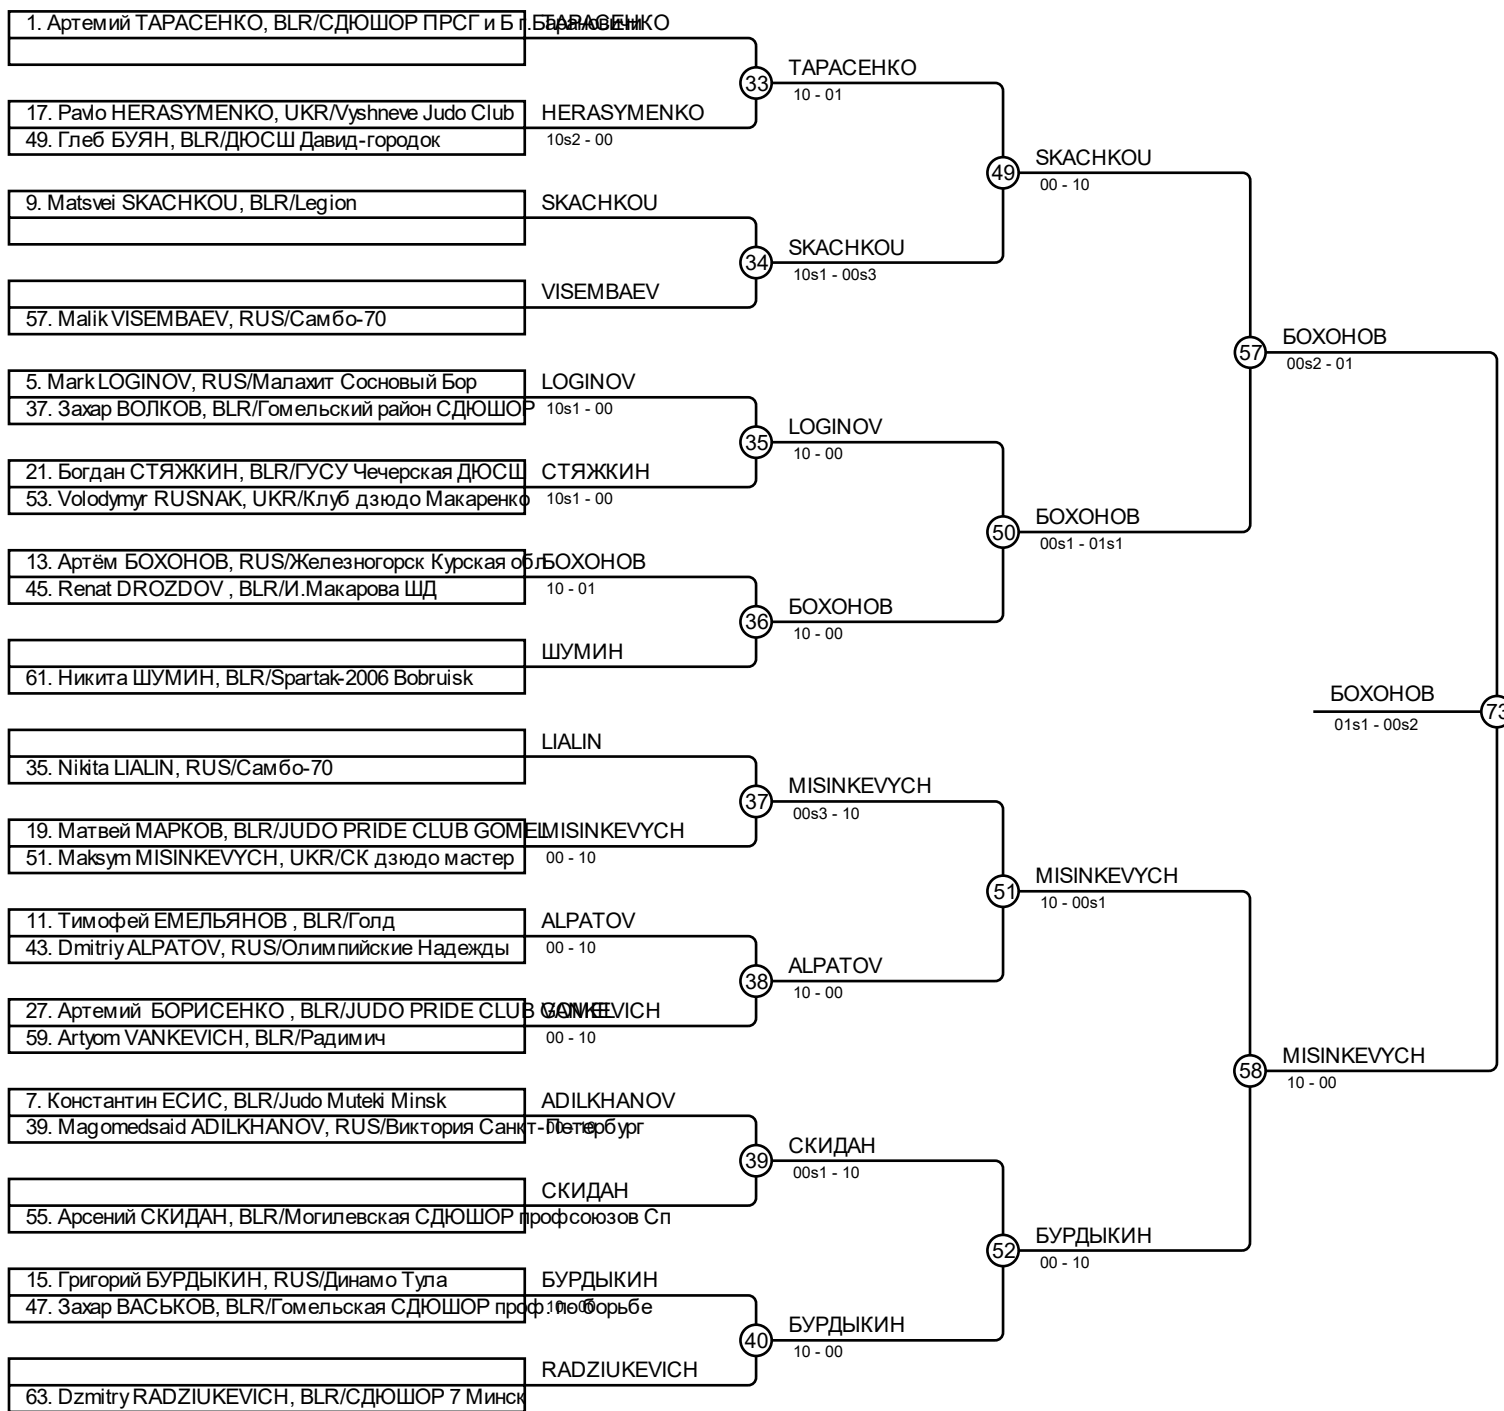 1. Артемий ТАРАСЕНКО, BLR/СДЮШОР ПРСГ и Б г.Барановичи
ТАРАСЕНКО
33
ТАРАСЕНКО
10 - 01
17. Pavlo HERASYMENKO, UKR/Vyshneve Judo Club
49. Глеб БУЯН, BLR/ДЮСШ Давид-городок
HERASYMENKO
10s2 - 00
49
SKACHKOU
00 - 10
9. Matsvei SKACHKOU, BLR/Legion
SKACHKOU
34
SKACHKOU
10s1 - 00s3
VISEMBAEV
57. Malik VISEMBAEV, RUS/Самбо-70
57
БОХОНОВ
00s2 - 01
5. Mark LOGINOV, RUS/Малахит Сосновый Бор
37. Захар ВОЛКОВ, BLR/Гомельский район СДЮШОР
LOGINOV
10s1 - 00
35
LOGINOV
10 - 00
21. Богдан СТЯЖКИН, BLR/ГУСУ Чечерская ДЮСШ
53. Volodymyr RUSNAK, UKR/Клуб дзюдо Макаренко
СТЯЖКИН
10s1 - 00
50
БОХОНОВ
00s1 - 01s1
13. Артём БОХОНОВ, RUS/Железногорск Курская обл.
45. Renat DROZDOV , BLR/И.Макарова ШД
БОХОНОВ
10 - 01
36
БОХОНОВ
10 - 00
ШУМИН
61. Никита ШУМИН, BLR/Spartak-2006 Bobruisk
БОХОНОВ
01s1 - 00s2
73
LIALIN
35. Nikita LIALIN, RUS/Самбо-70
37
MISINKEVYCH
00s3 - 10
19. Матвей МАРКОВ, BLR/JUDO PRIDE CLUB GOMEL
51. Maksym MISINKEVYCH, UKR/СК дзюдо мастер
MISINKEVYCH
00 - 10
51
MISINKEVYCH
10 - 00s1
11. Тимофей ЕМЕЛЬЯНОВ , BLR/Голд
43. Dmitriy ALPATOV, RUS/Олимпийские Надежды
ALPATOV
00 - 10
38
ALPATOV
10 - 00
27. Артемий БОРИСЕНКО , BLR/JUDO PRIDE CLUB GOMEL
59. Artyom VANKEVICH, BLR/Радимич
VANKEVICH
00 - 10
58
MISINKEVYCH
10 - 00
7. Константин ЕСИС, BLR/Judo Muteki Minsk
39. Magomedsaid ADILKHANOV, RUS/Виктория Санкт-Петербург
ADILKHANOV
00 - 10
39
СКИДАН
00s1 - 10
СКИДАН
55. Арсений СКИДАН, BLR/Могилевская СДЮШОР профсоюзов Сп
52
БУРДЫКИН
00 - 10
15. Григорий БУРДЫКИН, RUS/Динамо Тула
47. Захар ВАСЬКОВ, BLR/Гомельская СДЮШОР проф. по борьбе
БУРДЫКИН
10 - 00
40
БУРДЫКИН
10 - 00
RADZIUKEVICH
63. Dzmitry RADZIUKEVICH, BLR/СДЮШОР 7 Минск